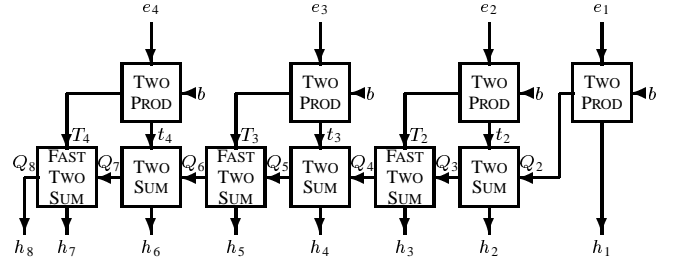 e₄ e₃ e₂ e₁
TWO PROD b TWO PROD b TWO PROD b TWO PROD b
T₄ t₄ T₃ t₃ T₂ t₂
Q₈ FAST TWO SUM Q₇ TWO SUM Q₆ FAST TWO SUM Q₅ TWO SUM Q₄ FAST TWO SUM Q₃ TWO SUM Q₂
h₈ h₇ h₆ h₅ h₄ h₃ h₂ h₁